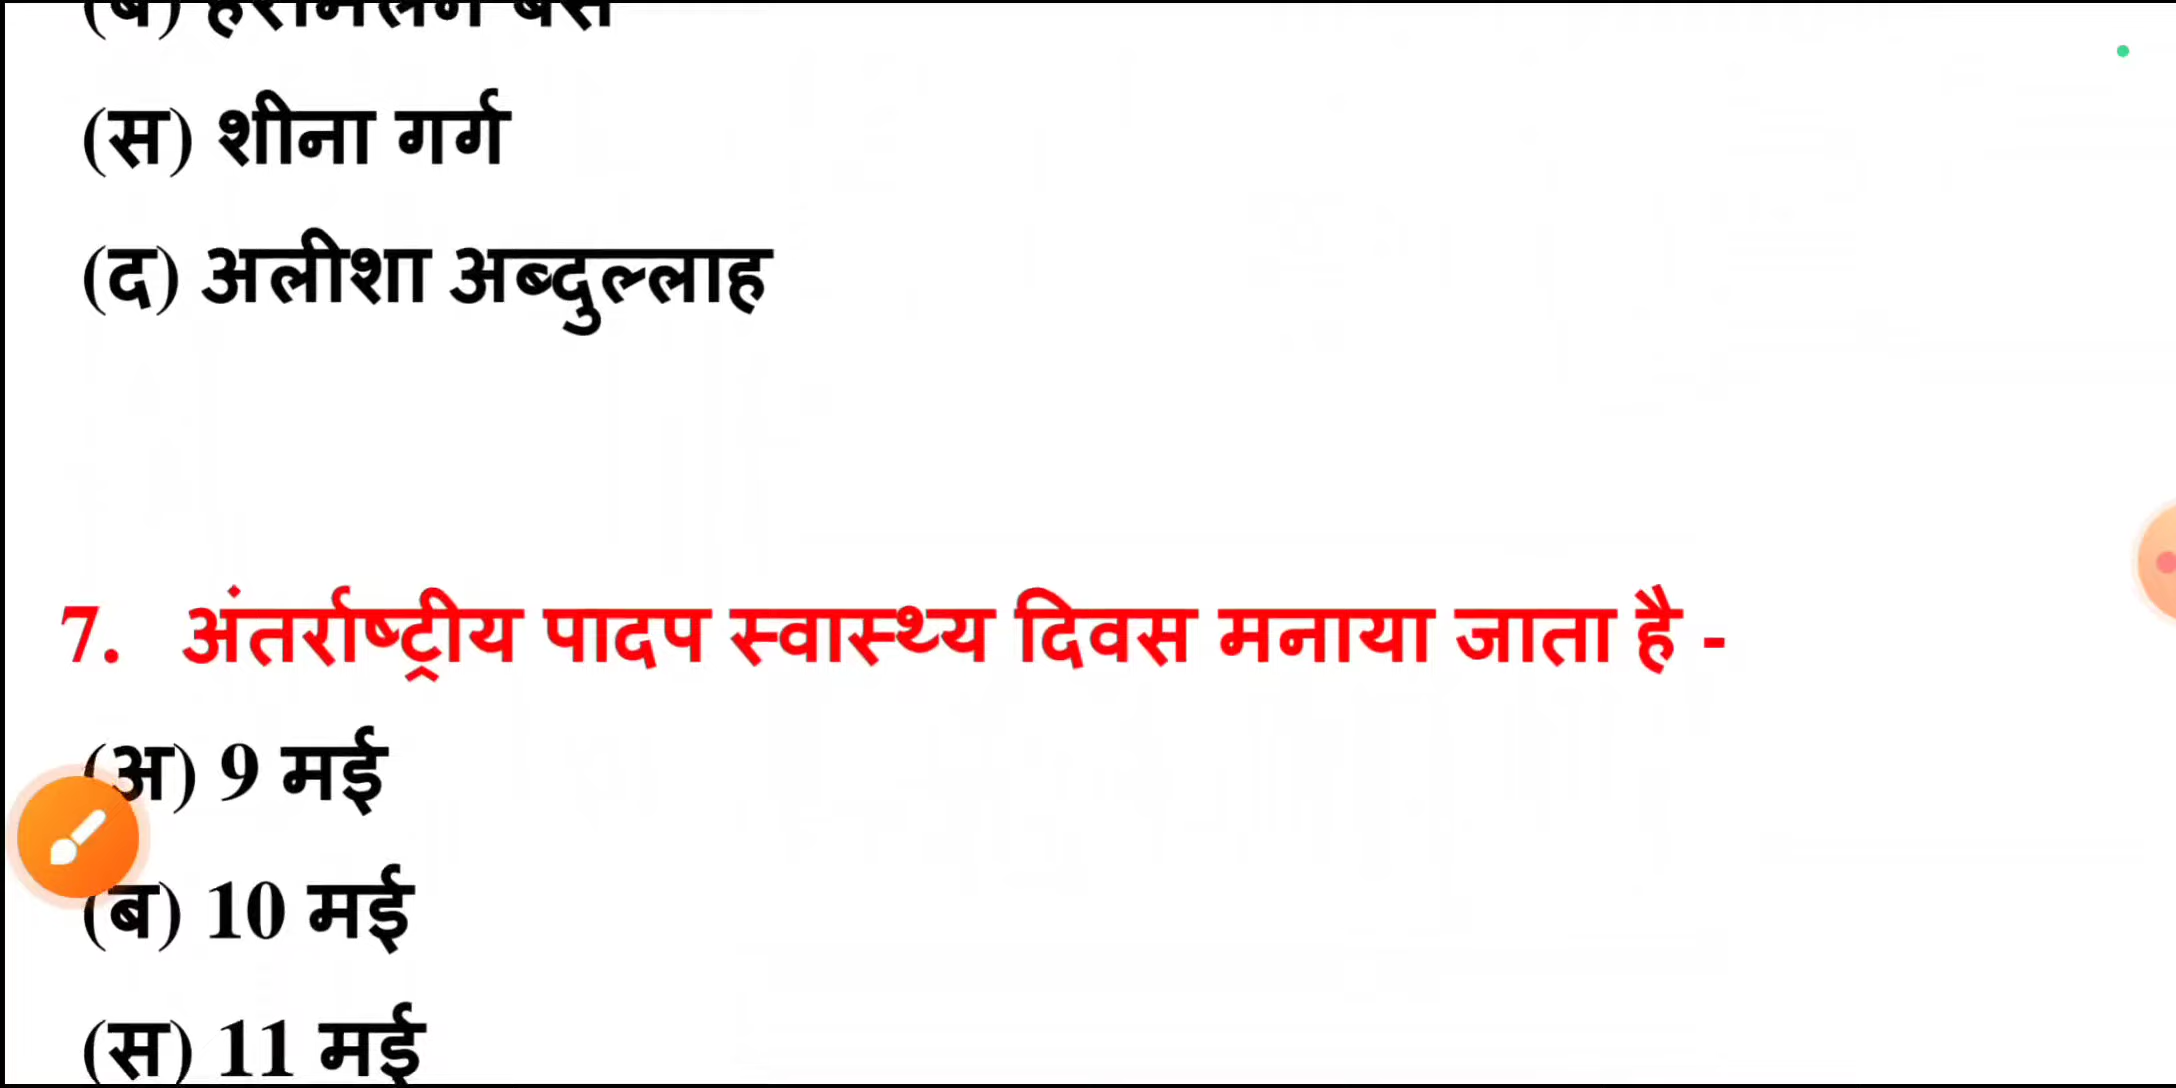 (स) शीना गर्ग
(द) अलीशा अब्दुल्लाह
7. अंतर्राष्ट्रीय पादप स्वास्थ्य दिवस मनाया जाता है -
(अ) 9 मई
(ब) 10 मई
(स) 11 मई